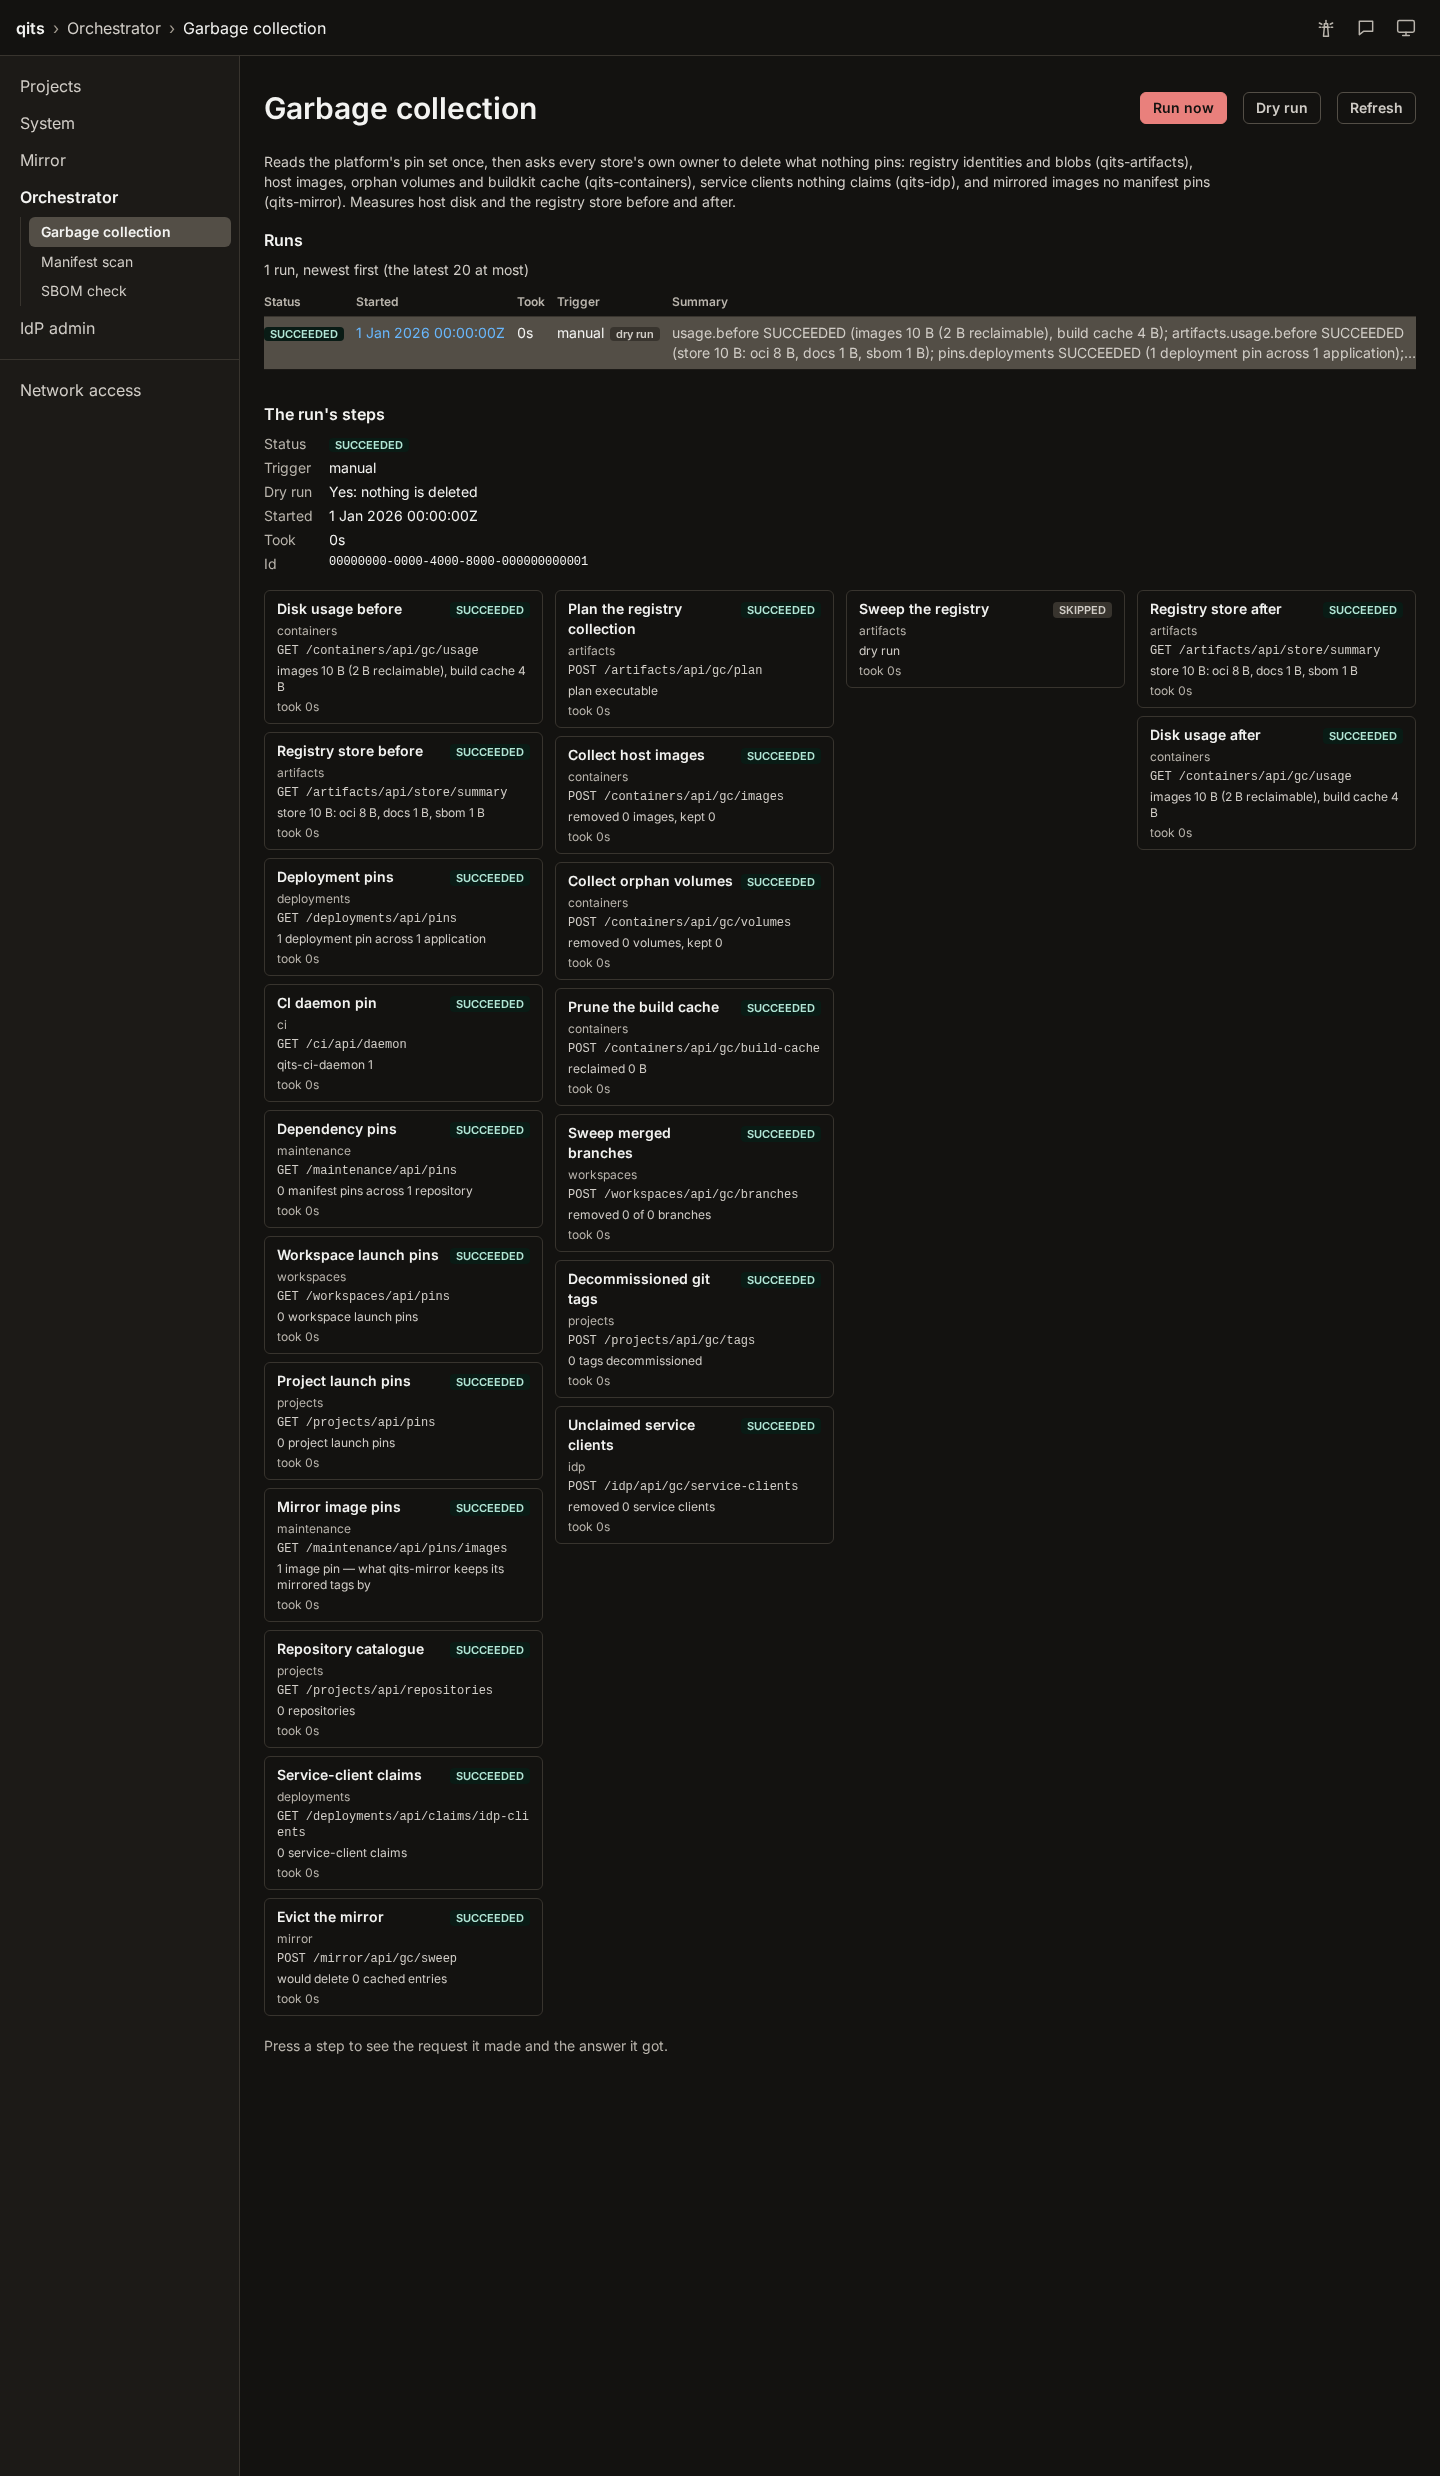 qits › Orchestrator › Garbage collection
Projects
System
Mirror
Orchestrator
Garbage collection
Manifest scan
SBOM check
IdP admin
Network access
Garbage collection
Run now
Dry run
Refresh
Reads the platform's pin set once, then asks every store's own owner to delete what nothing pins: registry identities and blobs (qits-artifacts),
host images, orphan volumes and buildkit cache (qits-containers), service clients nothing claims (qits-idp), and mirrored images no manifest pins
(qits-mirror). Measures host disk and the registry store before and after.
Runs
1 run, newest first (the latest 20 at most)
Status Started Took Trigger Summary
SUCCEEDED 1 Jan 2026 00:00:00Z 0s manual dry run usage.before SUCCEEDED (images 10 B (2 B reclaimable), build cache 4 B); artifacts.usage.before SUCCEEDED
(store 10 B: oci 8 B, docs 1 B, sbom 1 B); pins.deployments SUCCEEDED (1 deployment pin across 1 application);...
The run's steps
Status SUCCEEDED
Trigger manual
Dry run Yes: nothing is deleted
Started 1 Jan 2026 00:00:00Z
Took 0s
Id 00000000-0000-4000-8000-000000000001
Disk usage before SUCCEEDED
containers
GET /containers/api/gc/usage
images 10 B (2 B reclaimable), build cache 4
B
took 0s
Registry store before SUCCEEDED
artifacts
GET /artifacts/api/store/summary
store 10 B: oci 8 B, docs 1 B, sbom 1 B
took 0s
Deployment pins SUCCEEDED
deployments
GET /deployments/api/pins
1 deployment pin across 1 application
took 0s
CI daemon pin SUCCEEDED
ci
GET /ci/api/daemon
qits-ci-daemon 1
took 0s
Dependency pins SUCCEEDED
maintenance
GET /maintenance/api/pins
0 manifest pins across 1 repository
took 0s
Workspace launch pins SUCCEEDED
workspaces
GET /workspaces/api/pins
0 workspace launch pins
took 0s
Project launch pins SUCCEEDED
projects
GET /projects/api/pins
0 project launch pins
took 0s
Mirror image pins SUCCEEDED
maintenance
GET /maintenance/api/pins/images
1 image pin — what qits-mirror keeps its
mirrored tags by
took 0s
Repository catalogue SUCCEEDED
projects
GET /projects/api/repositories
0 repositories
took 0s
Service-client claims SUCCEEDED
deployments
GET /deployments/api/claims/idp-cli
ents
0 service-client claims
took 0s
Evict the mirror SUCCEEDED
mirror
POST /mirror/api/gc/sweep
would delete 0 cached entries
took 0s
Plan the registry SUCCEEDED
collection
artifacts
POST /artifacts/api/gc/plan
plan executable
took 0s
Collect host images SUCCEEDED
containers
POST /containers/api/gc/images
removed 0 images, kept 0
took 0s
Collect orphan volumes SUCCEEDED
containers
POST /containers/api/gc/volumes
removed 0 volumes, kept 0
took 0s
Prune the build cache SUCCEEDED
containers
POST /containers/api/gc/build-cache
reclaimed 0 B
took 0s
Sweep merged SUCCEEDED
branches
workspaces
POST /workspaces/api/gc/branches
removed 0 of 0 branches
took 0s
Decommissioned git SUCCEEDED
tags
projects
POST /projects/api/gc/tags
0 tags decommissioned
took 0s
Unclaimed service SUCCEEDED
clients
idp
POST /idp/api/gc/service-clients
removed 0 service clients
took 0s
Sweep the registry SKIPPED
artifacts
dry run
took 0s
Registry store after SUCCEEDED
artifacts
GET /artifacts/api/store/summary
store 10 B: oci 8 B, docs 1 B, sbom 1 B
took 0s
Disk usage after SUCCEEDED
containers
GET /containers/api/gc/usage
images 10 B (2 B reclaimable), build cache 4
B
took 0s
Press a step to see the request it made and the answer it got.